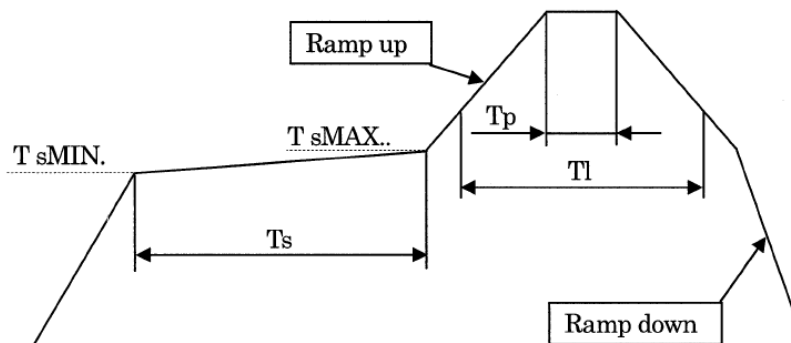 Ramp up
Tp
T sMAX..
T sMIN.
Tl
Ts
Ramp down